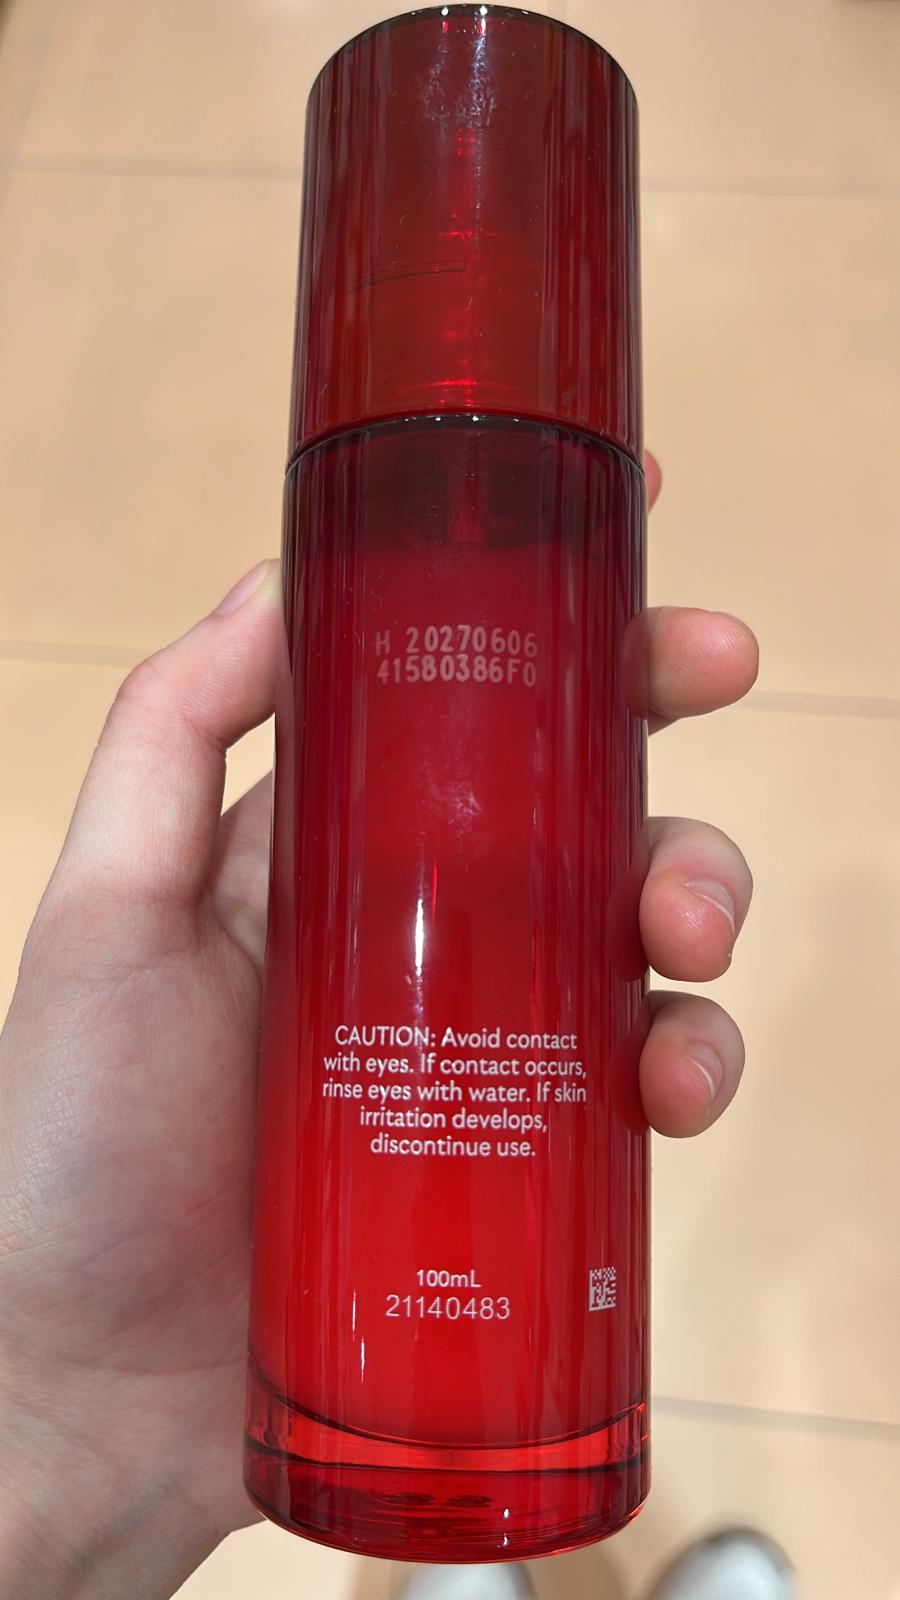 H 20270606
41580386F0
CAUTION: Avoid contact
with eyes. If contact occurs,
rinse eyes with water. If skin
irritation develops,
discontinue use.
100mL
21140483